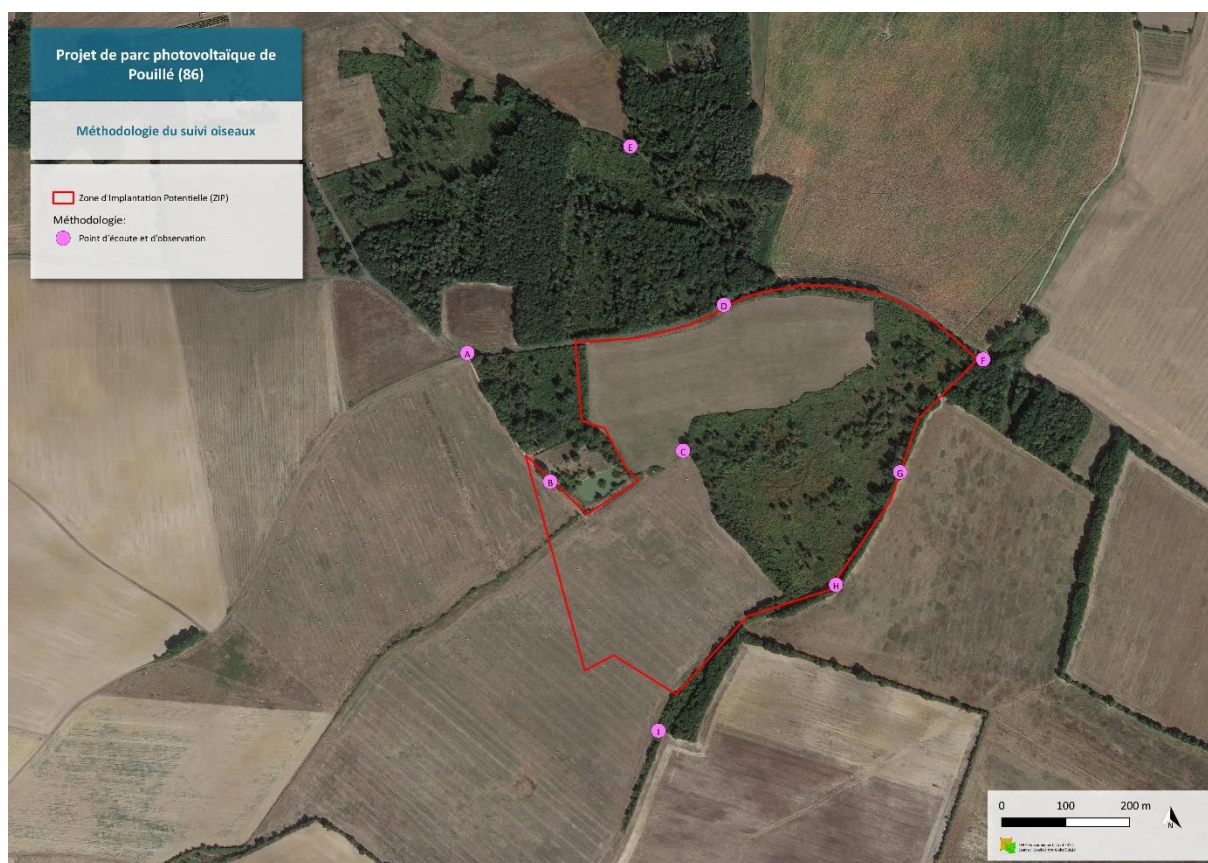 Projet de parc photovoltaïque de
Pouillé (86)
Méthodologie du suivi oiseaux
Zone d'Implantation Potentielle (ZIP)
Méthodologie:
Point d'écoute et d'observation
E
D
A
F
C
G
B
H
I
0 100 200 m
N